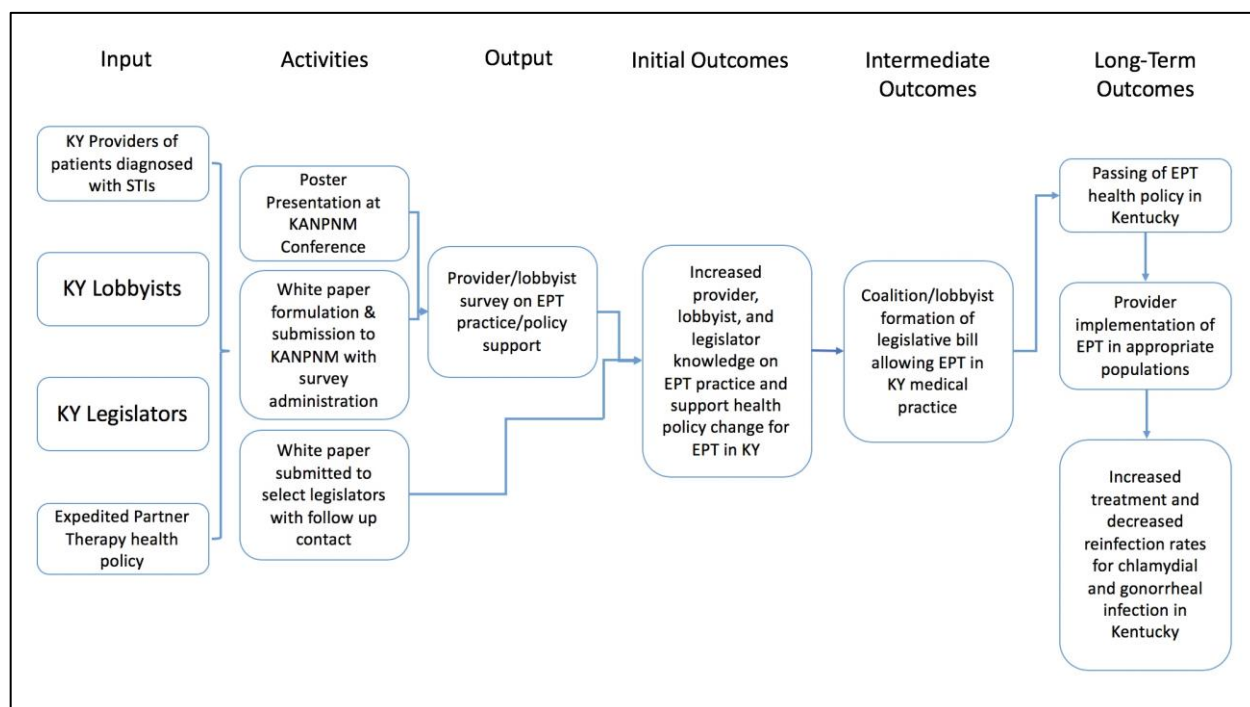 Input
Activities
Output
Initial Outcomes
Intermediate
Outcomes
Long-Term
Outcomes
KY Providers of
patients diagnosed
with STIs
KY Lobbyists
KY Legislators
Expedited Partner
Therapy health
policy
Poster
Presentation at
KANPNM
Conference
White paper
formulation &
submission to
KANPNM with
survey
administration
White paper
submitted to
select legislators
with follow up
contact
Provider/lobbyist
survey on EPT
practice/policy
support
Increased
provider,
lobbyist, and
legislator
knowledge on
EPT practice and
support health
policy change for
EPT in KY
Coalition/lobbyist
formation of
legislative bill
allowing EPT in
KY medical
practice
Passing of EPT
health policy in
Kentucky
Provider
implementation of
EPT in appropriate
populations
Increased
treatment and
decreased
reinfection rates
for chlamydial
and gonorrheal
infection in
Kentucky